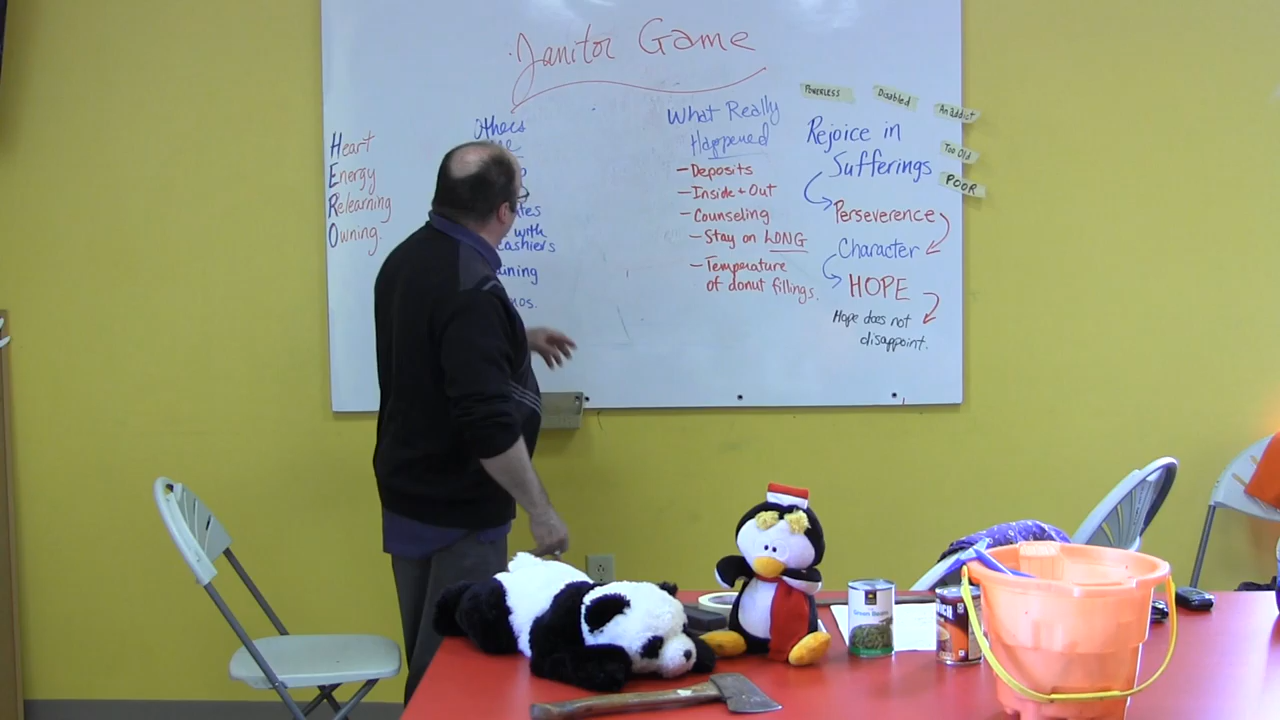 Janitor Game
Heart
Energy
Relearning
Owning.
Others
with
cashiers
What Really
Happened
- Deposits
- Inside + Out
- Counseling
- Stay on LONG
- Temperature
of donut fillings.
POWERLESS
Disabled
An addict
Too Old
POOR
Rejoice in
Sufferings
Perseverence
Character
HOPE
Hope does not
disappoint.
Green Beans